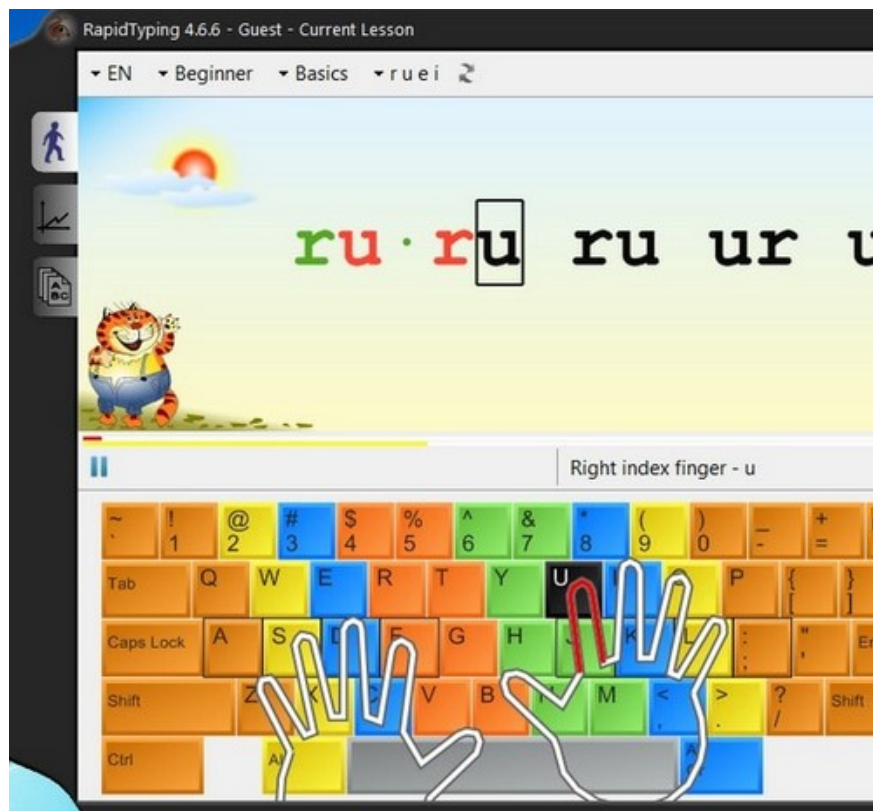 RapidTyping 4.6.6 - Guest - Current Lesson
EN Beginner Basics r u e i
ru · ru ru ur u
Right index finger - u
~ ! @ # $ % ^ & * ( ) _ +
` 1 2 3 4 5 6 7 8 9 0 - =
Tab Q W E R T Y U I O P { }
[ ]
Caps Lock A S D F G H J K L : "
; '
Shift Z X C V B N M < > ? Shift
, . /
Ctrl